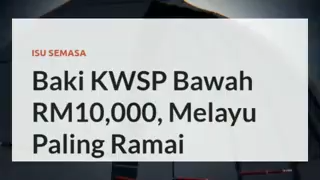 ISU SEMASA
Baki KWSP Bawah
RM10,000, Melayu
Paling Ramai